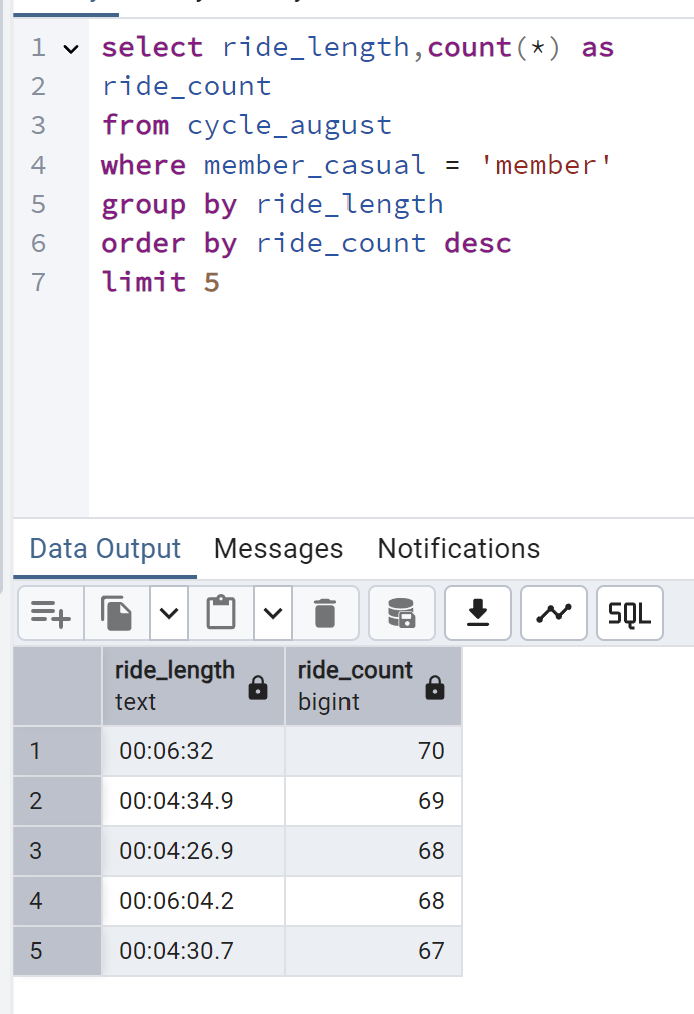 1 select ride_length,count(*) as
2 ride_count
3 from cycle_august
4 where member_casual = 'member'
5 group by ride_length
6 order by ride_count desc
7 limit 5
Data Output Messages Notifications
SQL
ride_length ride_count
text bigint
1 00:06:32 70
2 00:04:34.9 69
3 00:04:26.9 68
4 00:06:04.2 68
5 00:04:30.7 67